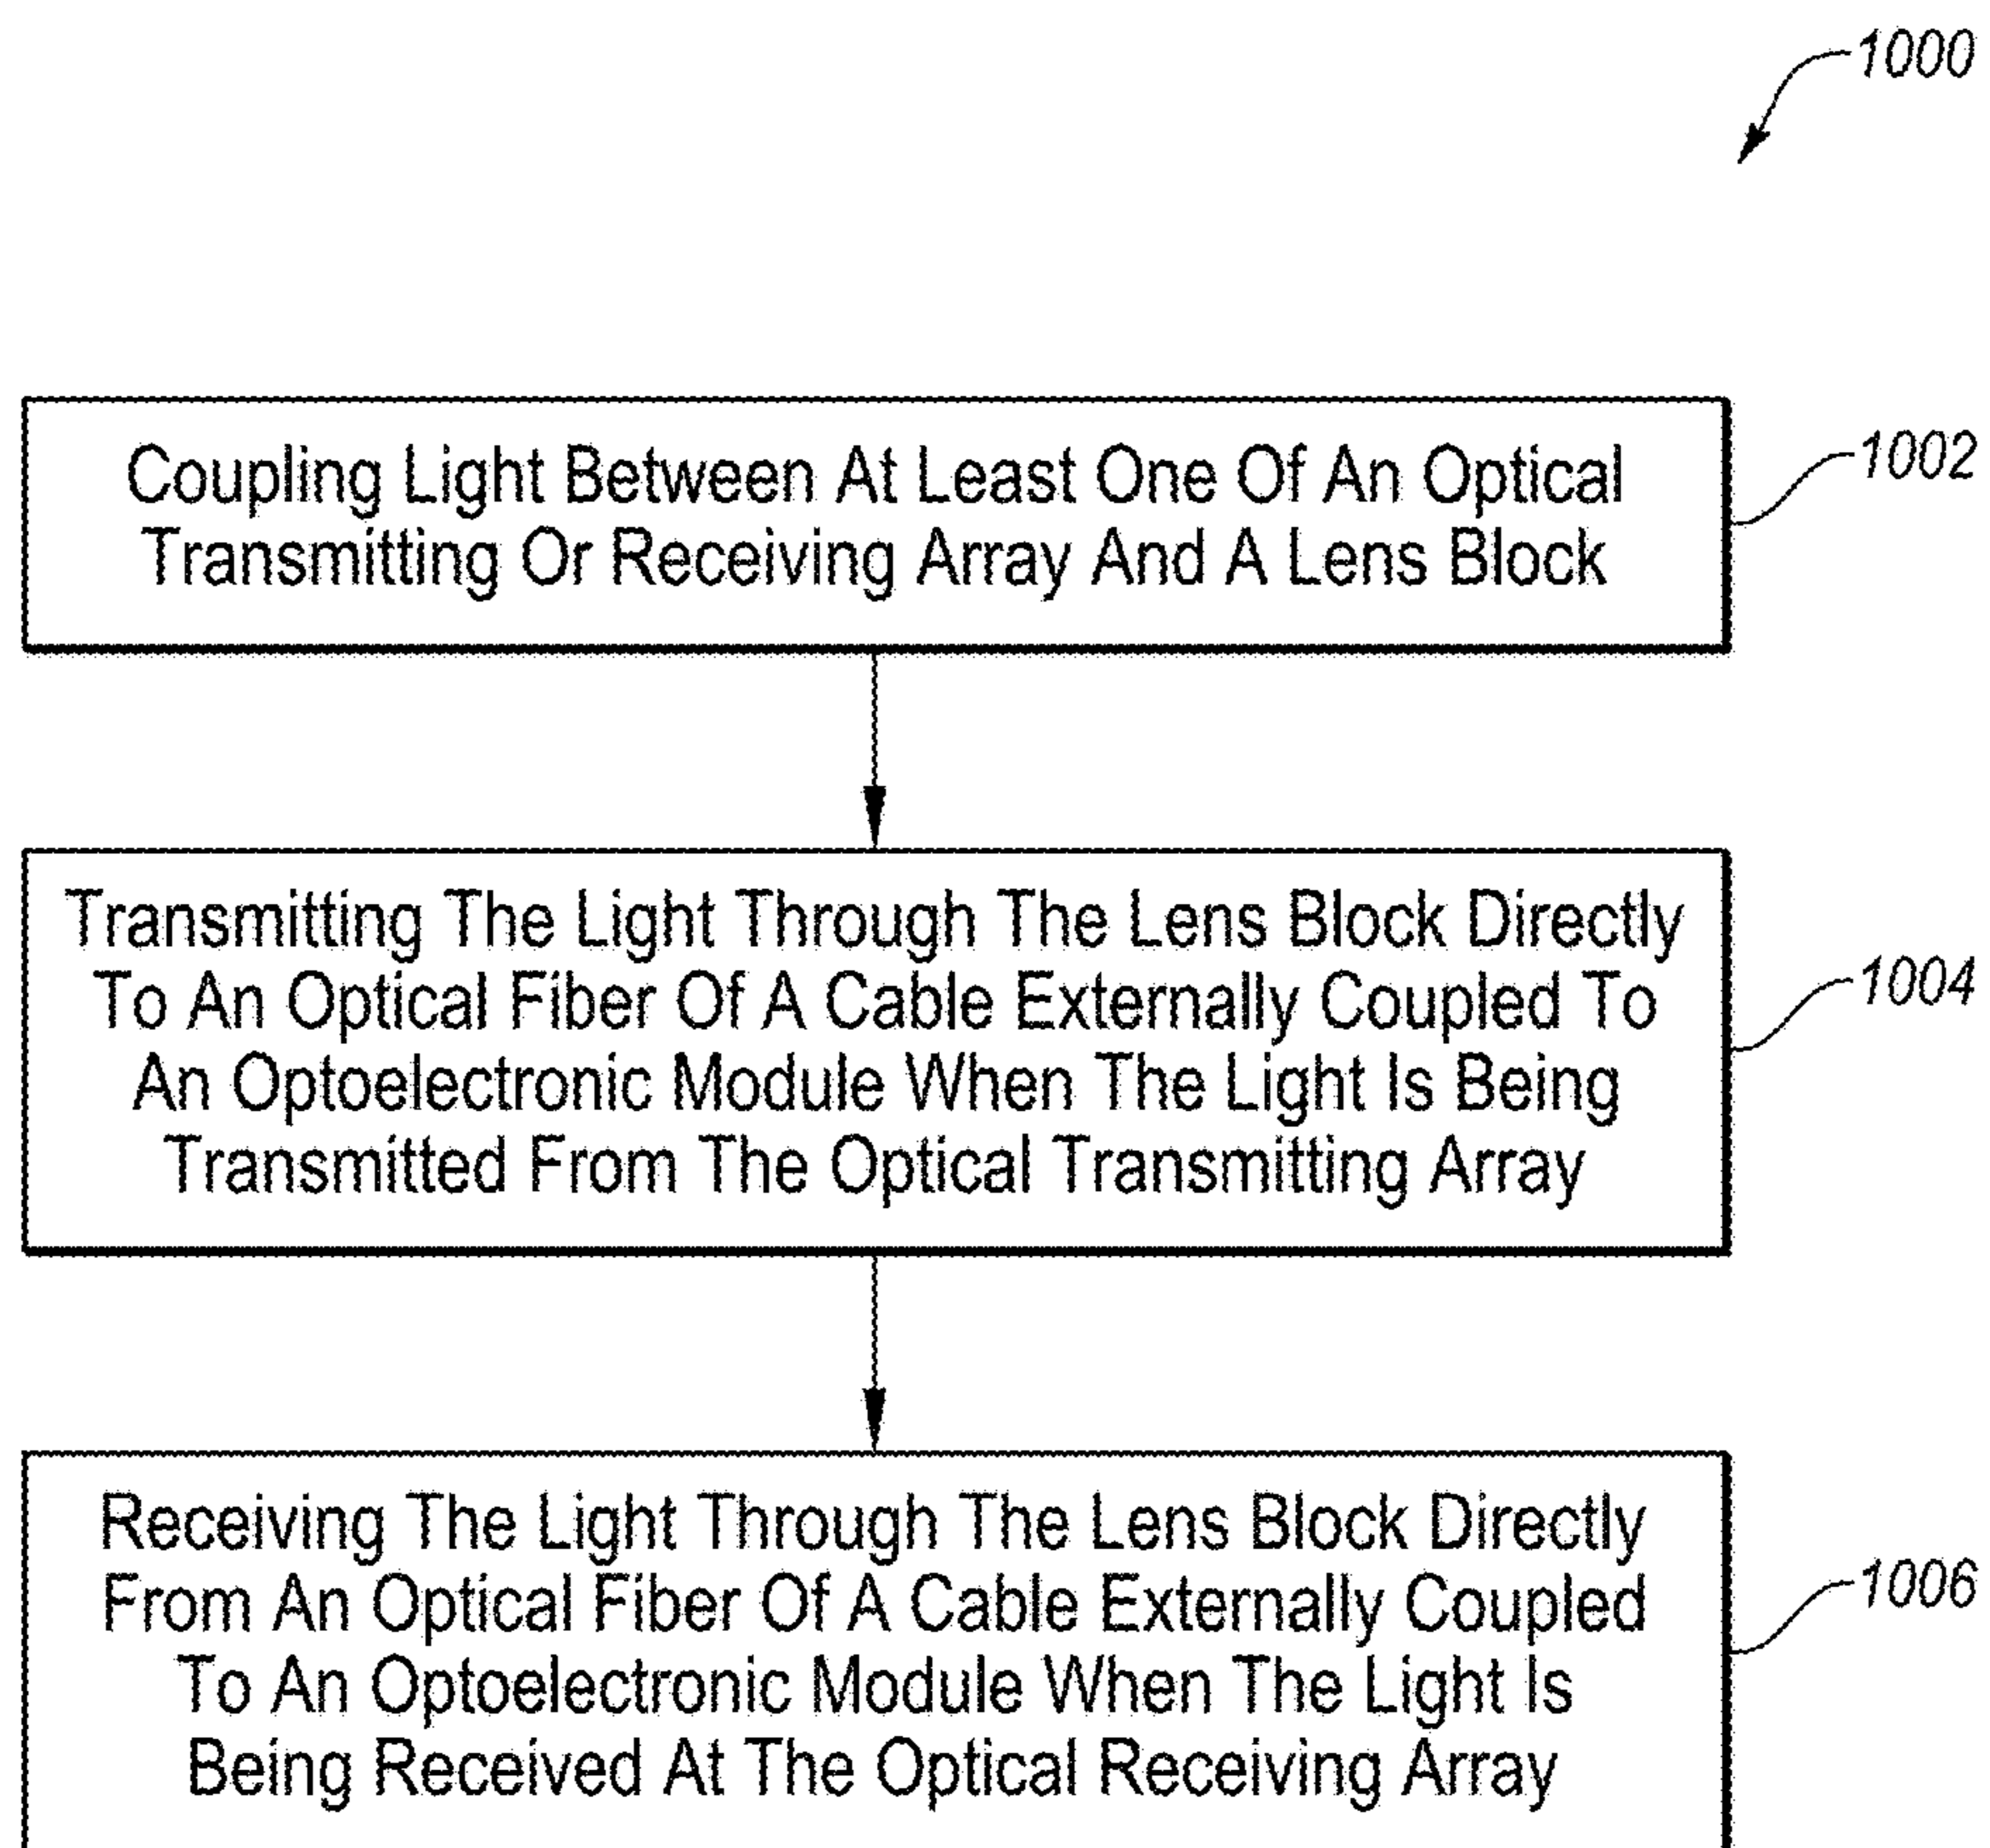 1000
Coupling Light Between At Least One Of An Optical
Transmitting Or Receiving Array And A Lens Block
1002
Transmitting The Light Through The Lens Block Directly
To An Optical Fiber Of A Cable Externally Coupled To
An Optoelectronic Module When The Light Is Being
Transmitted From The Optical Transmitting Array
1004
Receiving The Light Through The Lens Block Directly
From An Optical Fiber Of A Cable Externally Coupled
To An Optoelectronic Module When The Light Is
Being Received At The Optical Receiving Array
1006